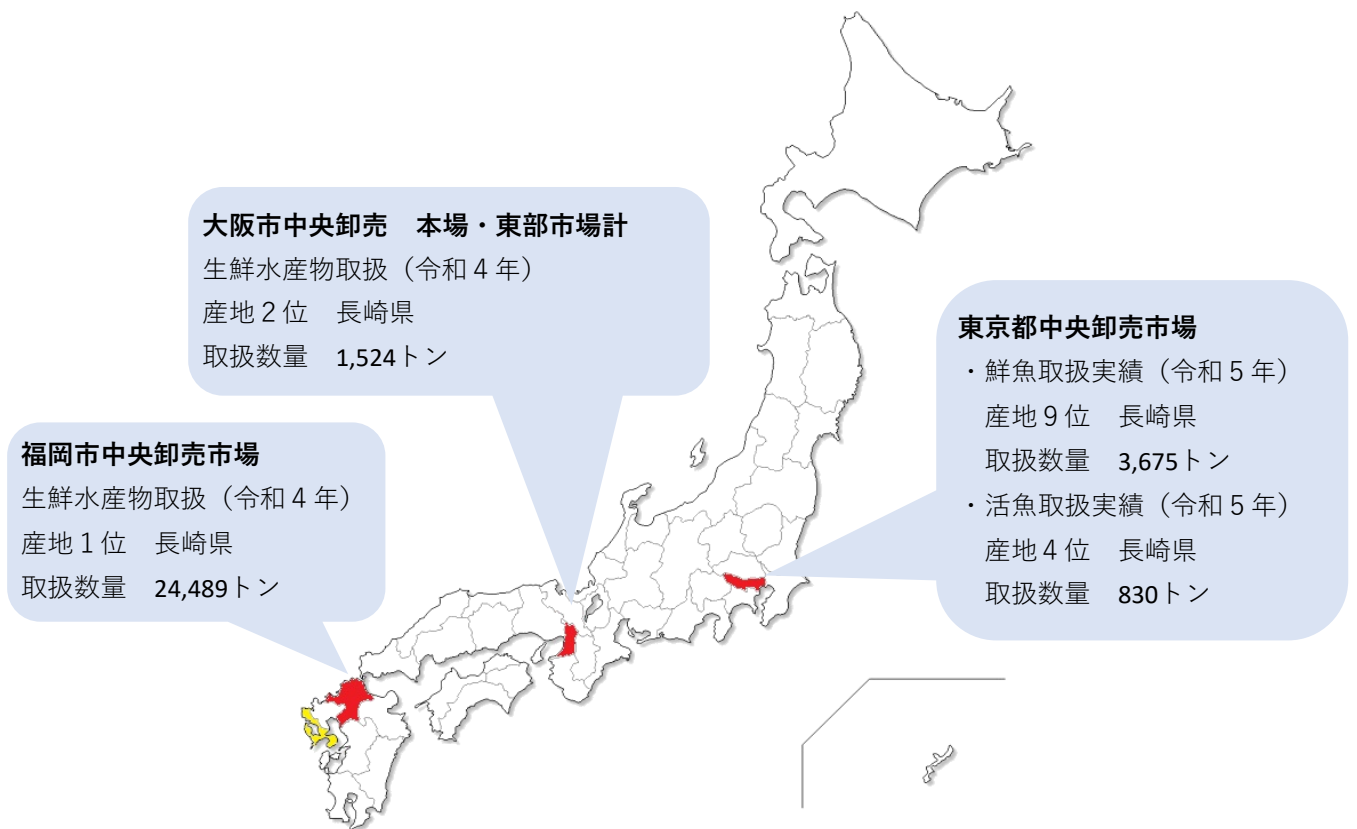 大阪市中央卸売　本場・東部市場計
生鮮水産物取扱（令和４年）
産地２位　長崎県
取扱数量　1,524トン
福岡市中央卸売市場
生鮮水産物取扱（令和４年）
産地１位　長崎県
取扱数量　24,489トン
東京都中央卸売市場
・鮮魚取扱実績（令和５年）
産地９位　長崎県
取扱数量　3,675トン
・活魚取扱実績（令和５年）
産地４位　長崎県
取扱数量　830トン